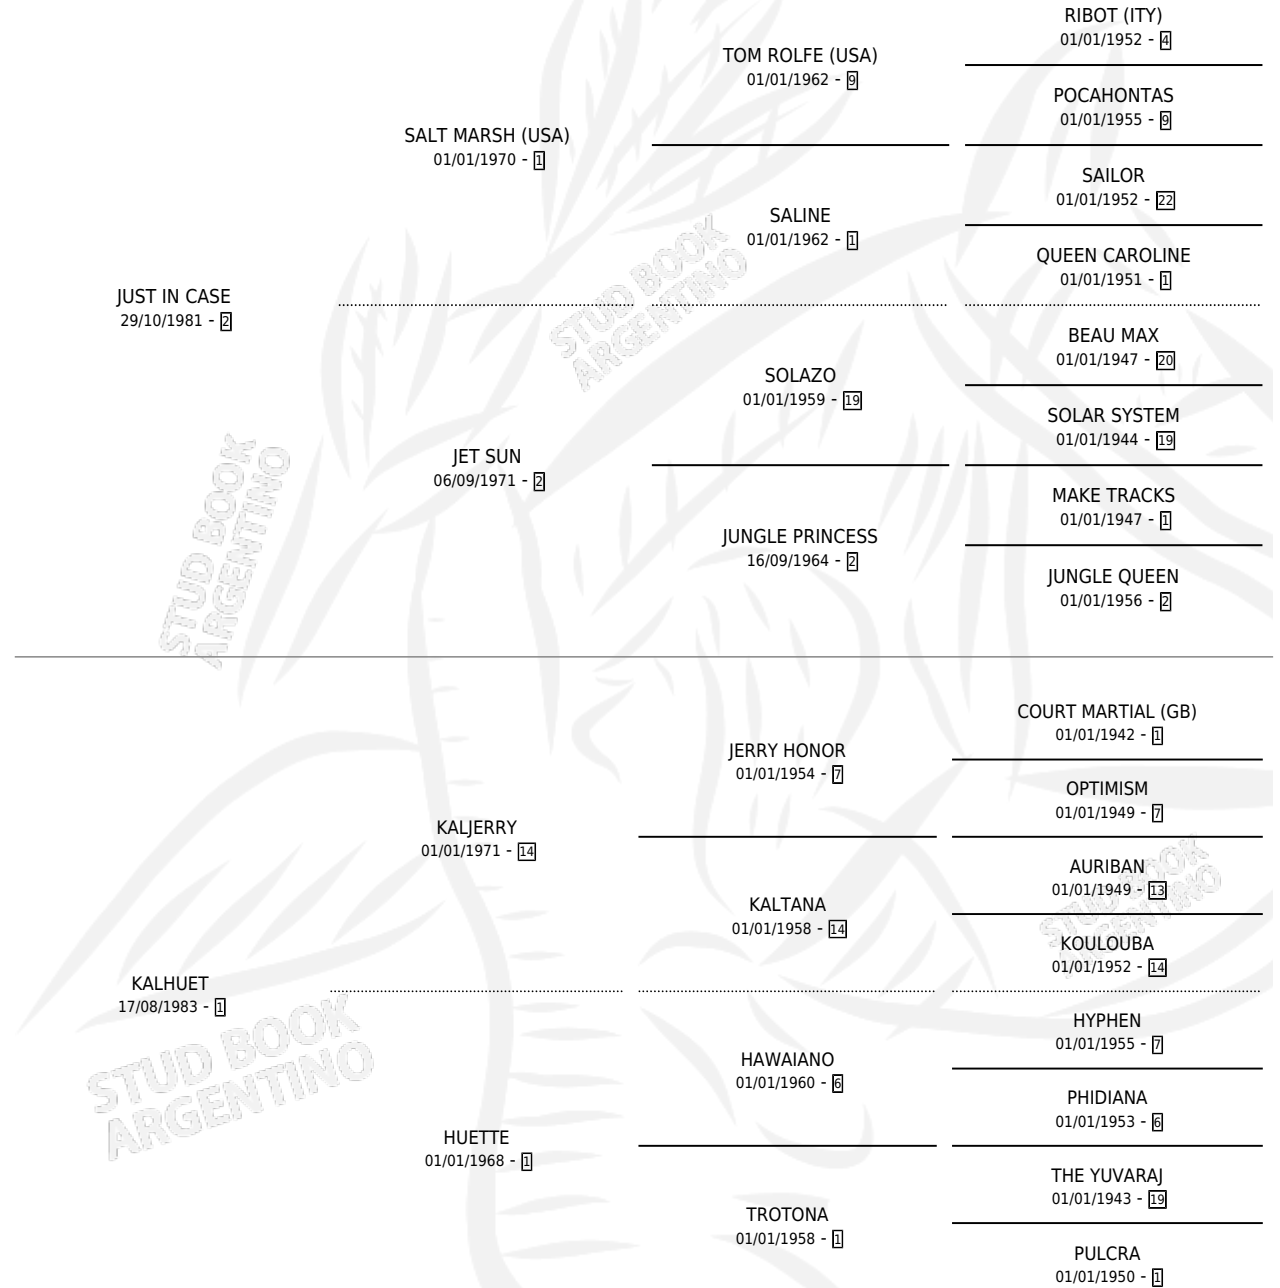 RIBOT (ITY)
01/01/1952 - 4
TOM ROLFE (USA)
01/01/1962 - 9
POCAHONTAS
01/01/1955 - 9
SALT MARSH (USA)
01/01/1970 - 1
SAILOR
01/01/1952 - 22
SALINE
01/01/1962 - 1
QUEEN CAROLINE
01/01/1951 - 1
JUST IN CASE
29/10/1981 - 2
STUD BOOK
ARGENTINO
BEAU MAX
01/01/1947 - 20
SOLAZO
01/01/1959 - 19
SOLAR SYSTEM
01/01/1944 - 19
JET SUN
06/09/1971 - 2
MAKE TRACKS
01/01/1947 - 1
JUNGLE PRINCESS
16/09/1964 - 2
JUNGLE QUEEN
01/01/1956 - 2
STUD BOOK
ARGENTINO
COURT MARTIAL (GB)
01/01/1942 - 1
JERRY HONOR
01/01/1954 - 7
OPTIMISM
01/01/1949 - 7
KALJERRY
01/01/1971 - 14
AURIBAN
01/01/1949 - 13
KALTANA
01/01/1958 - 14
KOULOUBA
01/01/1952 - 14
STUD BOOK
ARGENTINO
KALHUET
17/08/1983 - 1
HYPHEN
01/01/1955 - 7
HAWAIANO
01/01/1960 - 6
PHIDIANA
01/01/1953 - 6
STUD BOOK
ARGENTINO
HUETTE
01/01/1968 - 1
THE YUVARAJ
01/01/1943 - 19
TROTONA
01/01/1958 - 1
PULCRA
01/01/1950 - 1